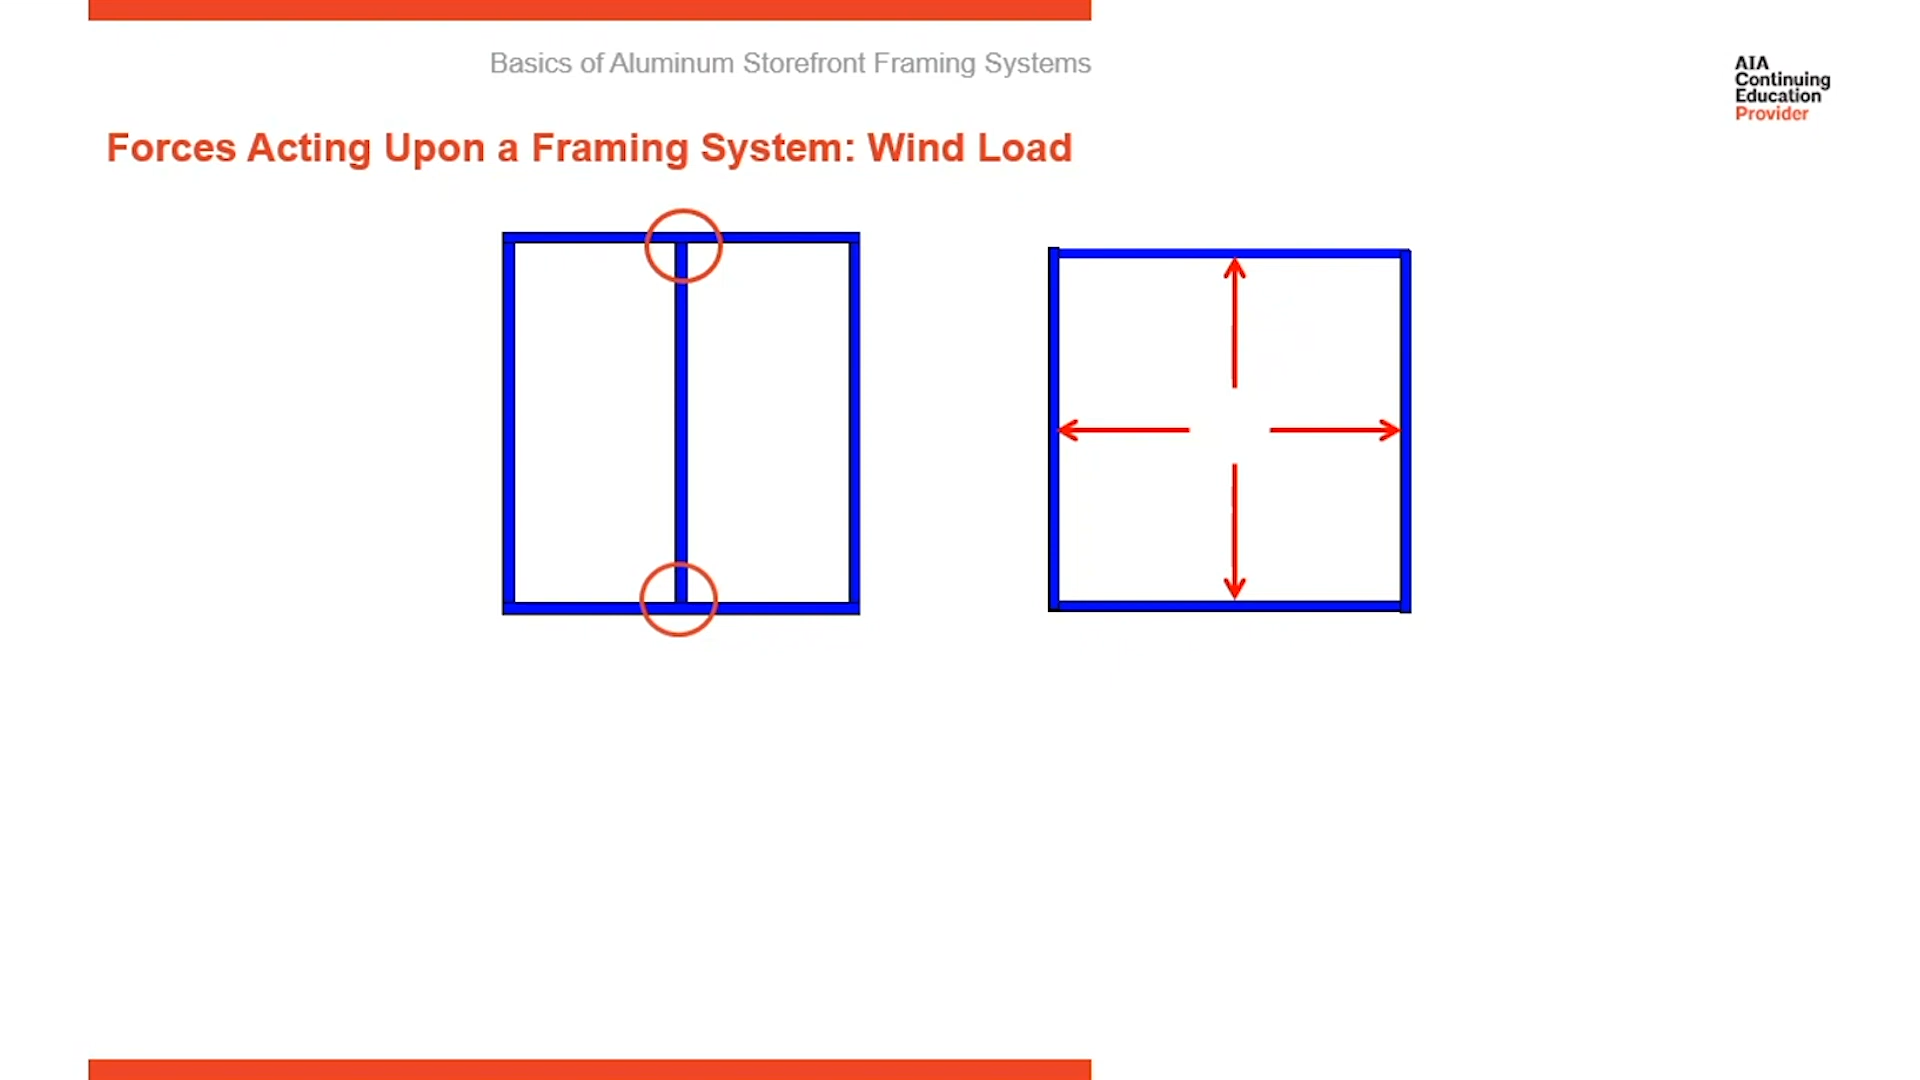 Basics of Aluminum Storefront Framing Systems
AIA
Continuing
Education
Provider
Forces Acting Upon a Framing System: Wind Load